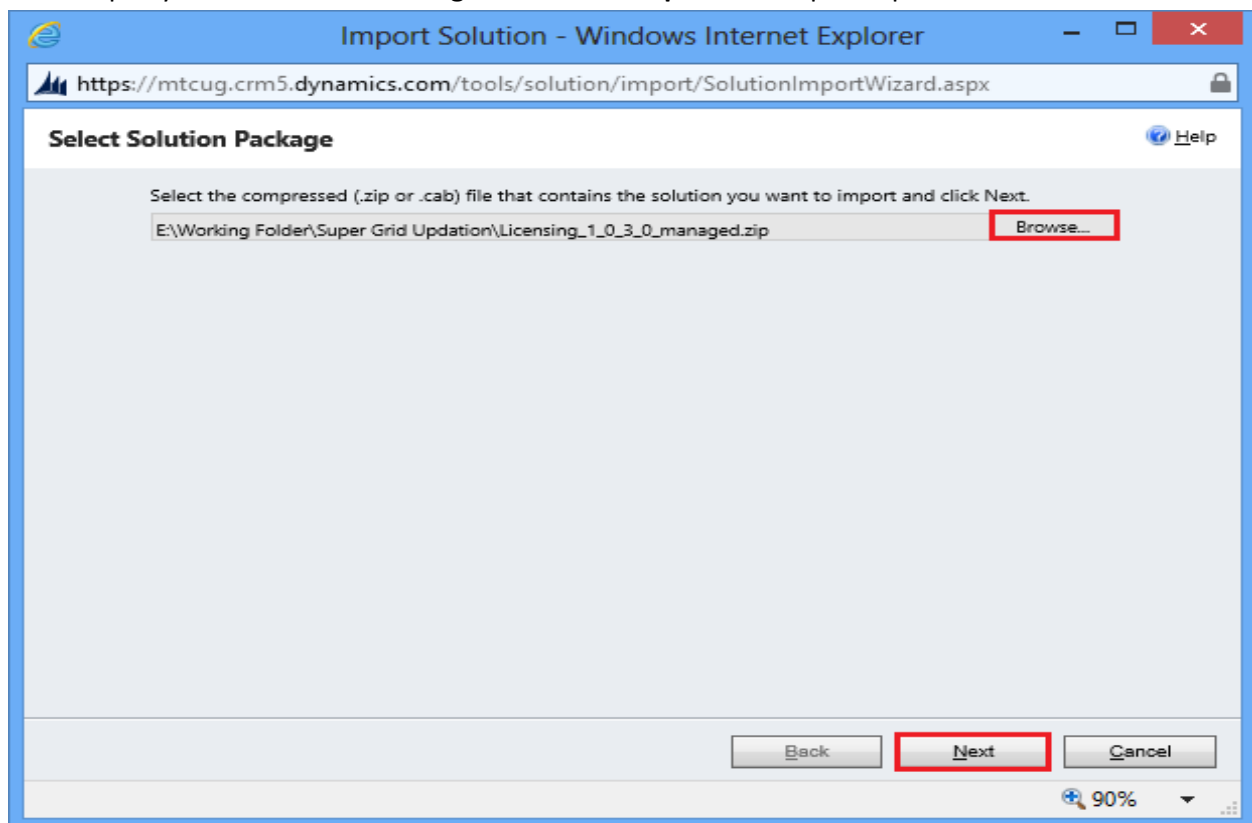 Import Solution - Windows Internet Explorer
https://mtcug.crm5.dynamics.com/tools/solution/import/SolutionImportWizard.aspx
Select Solution Package
Help
Select the compressed (.zip or .cab) file that contains the solution you want to import and click Next.
E:\Working Folder\Super Grid Updation\Licensing_1_0_3_0_managed.zip
Browse...
Back
Next
Cancel
90%